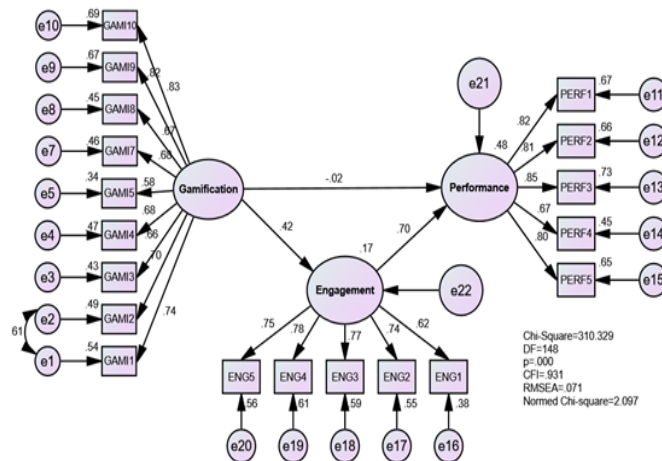 e10 .69 GAMI10
e9 .67 GAMI9
e8 .45 GAMI8
e7 .46 GAMI7
e5 .34 GAMI5
e4 .47 GAMI4
e3 .43 GAMI3
e2 .49 GAMI2
e1 .54 GAMI1
61
.83
.82
.67
.68
.58
.68
.66
.70
.74
Gamification
-.02
.42
.70
e21
.48
Performance
.82
.81
.85
.67
.80
PERF1 .67 e11
PERF2 .66 e12
PERF3 .73 e13
PERF4 .45 e14
PERF5 .65 e15
.17
Engagement
e22
.75 .78 .77 .74 .62
ENG5 ENG4 ENG3 ENG2 ENG1
.56 .61 .59 .55 .38
e20 e19 e18 e17 e16
Chi-Square=310.329
DF=148
p=.000
CFI=.931
RMSEA=.071
Normed Chi-square=2.097